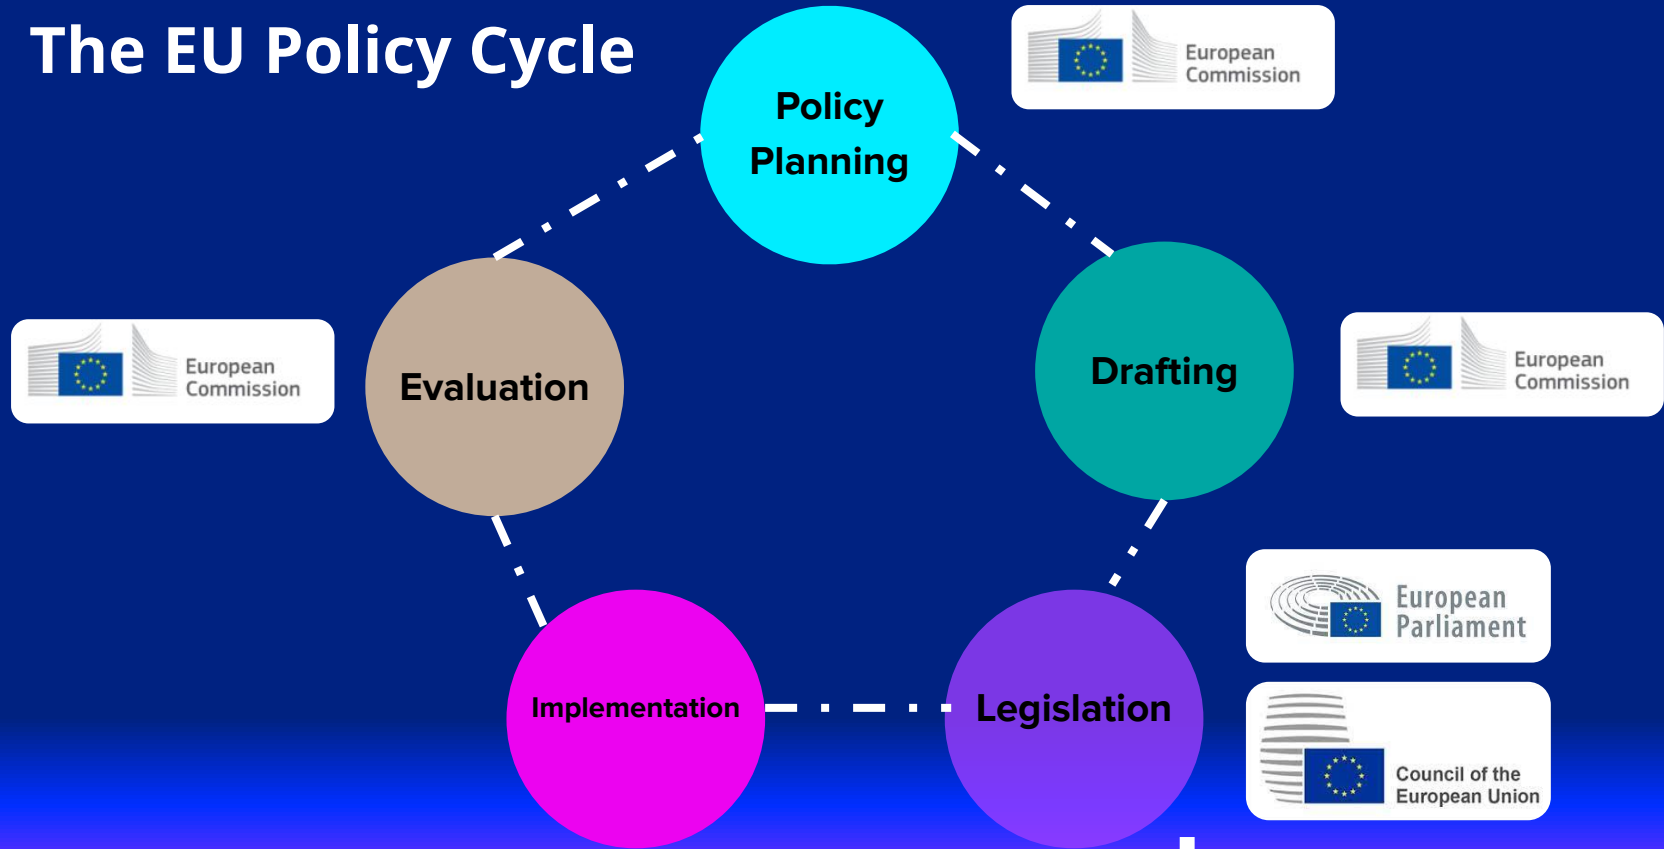 The EU Policy Cycle
Policy
Planning
European
Commission
Drafting
European
Commission
Legislation
European
Parliament
Council of the
European Union
Implementation
Evaluation
European
Commission